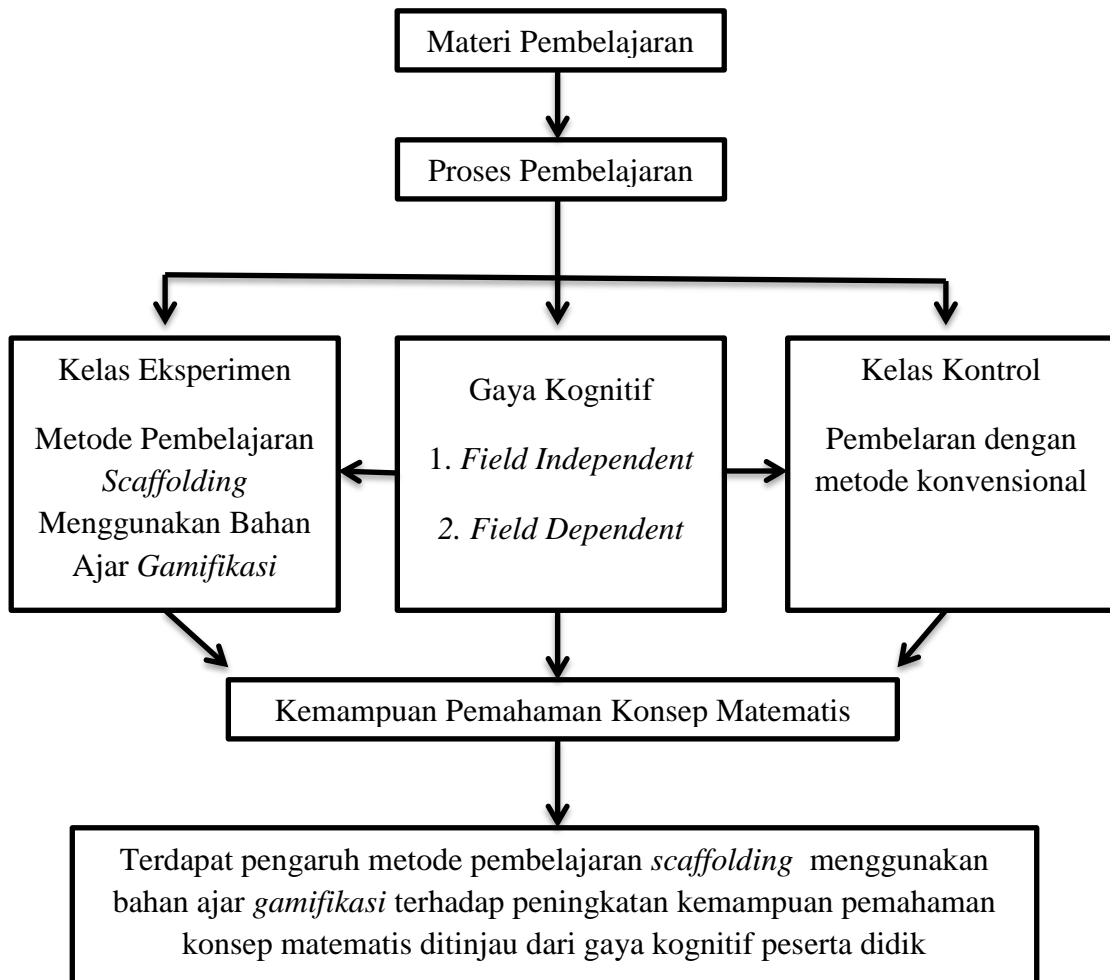 Materi Pembelajaran
Proses Pembelajaran
Kelas Eksperimen
Metode Pembelajaran
Scaffolding
Menggunakan Bahan
Ajar Gamifikasi
Gaya Kognitif
1. Field Independent
2. Field Dependent
Kelas Kontrol
Pembelaran dengan
metode konvensional
Kemampuan Pemahaman Konsep Matematis
Terdapat pengaruh metode pembelajaran scaffolding menggunakan
bahan ajar gamifikasi terhadap peningkatan kemampuan pemahaman
konsep matematis ditinjau dari gaya kognitif peserta didik